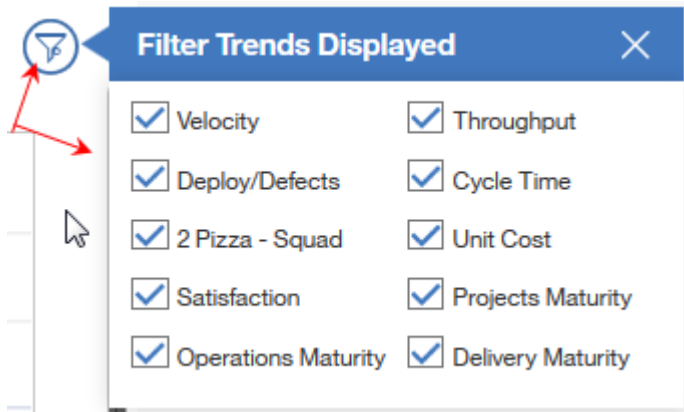 Filter Trends Displayed
Velocity
Throughput
Deploy/Defects
Cycle Time
2 Pizza - Squad
Unit Cost
Satisfaction
Projects Maturity
Operations Maturity
Delivery Maturity